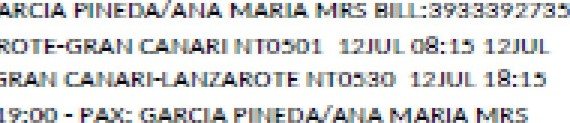 ARCIA PINEDA/ANA MARIA MRS BILL:3933392735
ROTE-GRAN CANARI NT0501 12JUL 08:15 12JUL
GRAN CANARI-LANZAROTE NT0530 12JUL 18:15
19:00 - PAX: GARCIA PINEDA/ANA MARIA MRS